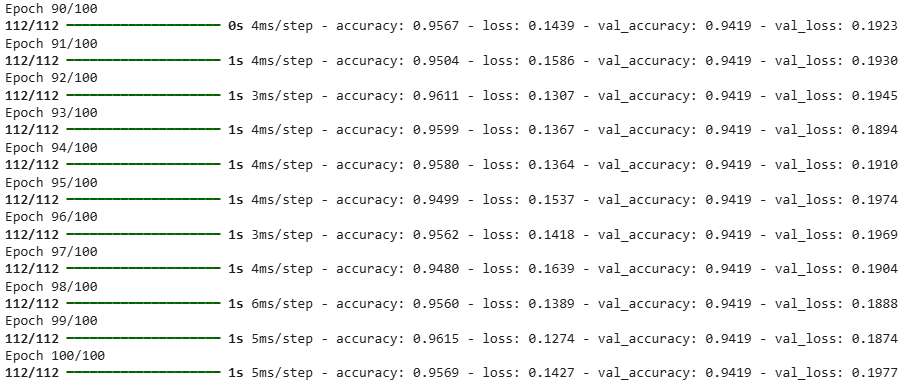 Epoch 90/100
112/112 ━━━━━━━━━━━━━━━━━━━━ 0s 4ms/step - accuracy: 0.9567 - loss: 0.1439 - val_accuracy: 0.9419 - val_loss: 0.1923
Epoch 91/100
112/112 ━━━━━━━━━━━━━━━━━━━━ 1s 4ms/step - accuracy: 0.9504 - loss: 0.1586 - val_accuracy: 0.9419 - val_loss: 0.1930
Epoch 92/100
112/112 ━━━━━━━━━━━━━━━━━━━━ 1s 3ms/step - accuracy: 0.9611 - loss: 0.1307 - val_accuracy: 0.9419 - val_loss: 0.1945
Epoch 93/100
112/112 ━━━━━━━━━━━━━━━━━━━━ 1s 4ms/step - accuracy: 0.9599 - loss: 0.1367 - val_accuracy: 0.9419 - val_loss: 0.1894
Epoch 94/100
112/112 ━━━━━━━━━━━━━━━━━━━━ 1s 4ms/step - accuracy: 0.9580 - loss: 0.1364 - val_accuracy: 0.9419 - val_loss: 0.1910
Epoch 95/100
112/112 ━━━━━━━━━━━━━━━━━━━━ 1s 4ms/step - accuracy: 0.9499 - loss: 0.1537 - val_accuracy: 0.9419 - val_loss: 0.1974
Epoch 96/100
112/112 ━━━━━━━━━━━━━━━━━━━━ 1s 3ms/step - accuracy: 0.9562 - loss: 0.1418 - val_accuracy: 0.9419 - val_loss: 0.1969
Epoch 97/100
112/112 ━━━━━━━━━━━━━━━━━━━━ 1s 4ms/step - accuracy: 0.9480 - loss: 0.1639 - val_accuracy: 0.9419 - val_loss: 0.1904
Epoch 98/100
112/112 ━━━━━━━━━━━━━━━━━━━━ 1s 6ms/step - accuracy: 0.9560 - loss: 0.1389 - val_accuracy: 0.9419 - val_loss: 0.1888
Epoch 99/100
112/112 ━━━━━━━━━━━━━━━━━━━━ 1s 5ms/step - accuracy: 0.9615 - loss: 0.1274 - val_accuracy: 0.9419 - val_loss: 0.1874
Epoch 100/100
112/112 ━━━━━━━━━━━━━━━━━━━━ 1s 5ms/step - accuracy: 0.9569 - loss: 0.1427 - val_accuracy: 0.9419 - val_loss: 0.1977